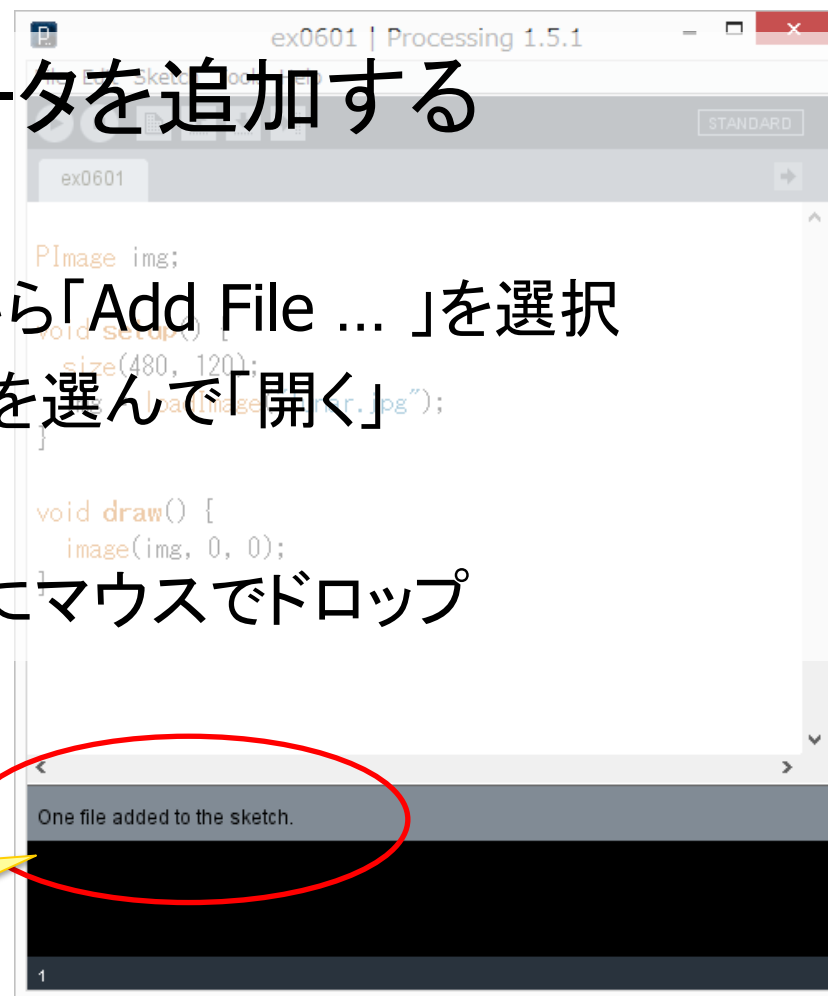 ex0601 | Processing 1.5.1
ータを追加する
STANDARD
ex0601
PImage img;
ら「Add File ... 」を選択
void setup() {
size(480, 120);
を選んで「開く」
.jpg");
}
void draw() {
image(img, 0, 0);
}
にマウスでドロップ
One file added to the sketch.
1